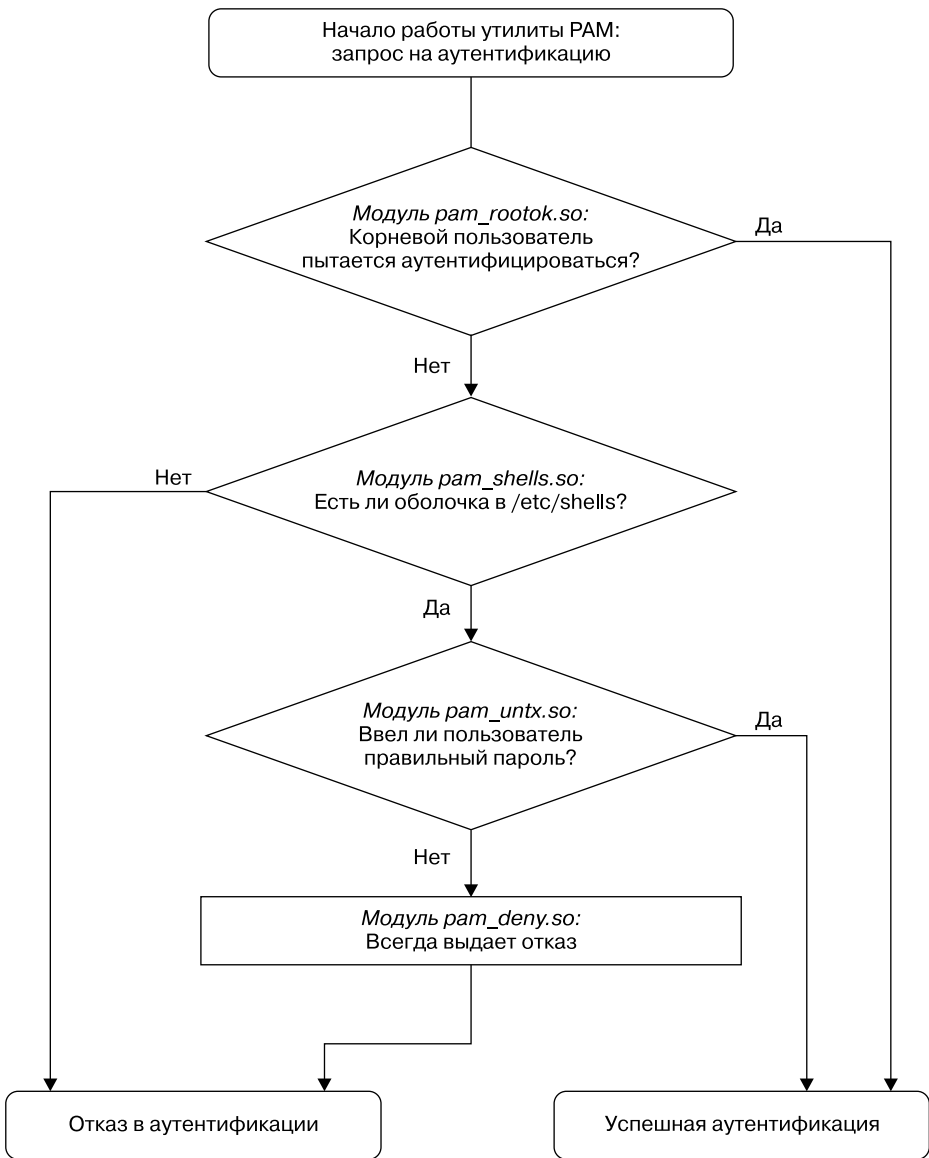 Начало работы утилиты PAM:
запрос на аутентификацию
Модуль pam_rootok.so:
Корневой пользователь
пытается аутентифицироваться?
Да
Нет
Модуль pam_shells.so:
Есть ли оболочка в /etc/shells?
Нет
Да
Модуль pam_untx.so:
Ввел ли пользователь
правильный пароль?
Да
Нет
Модуль pam_deny.so:
Всегда выдает отказ
Отказ в аутентификации
Успешная аутентификация